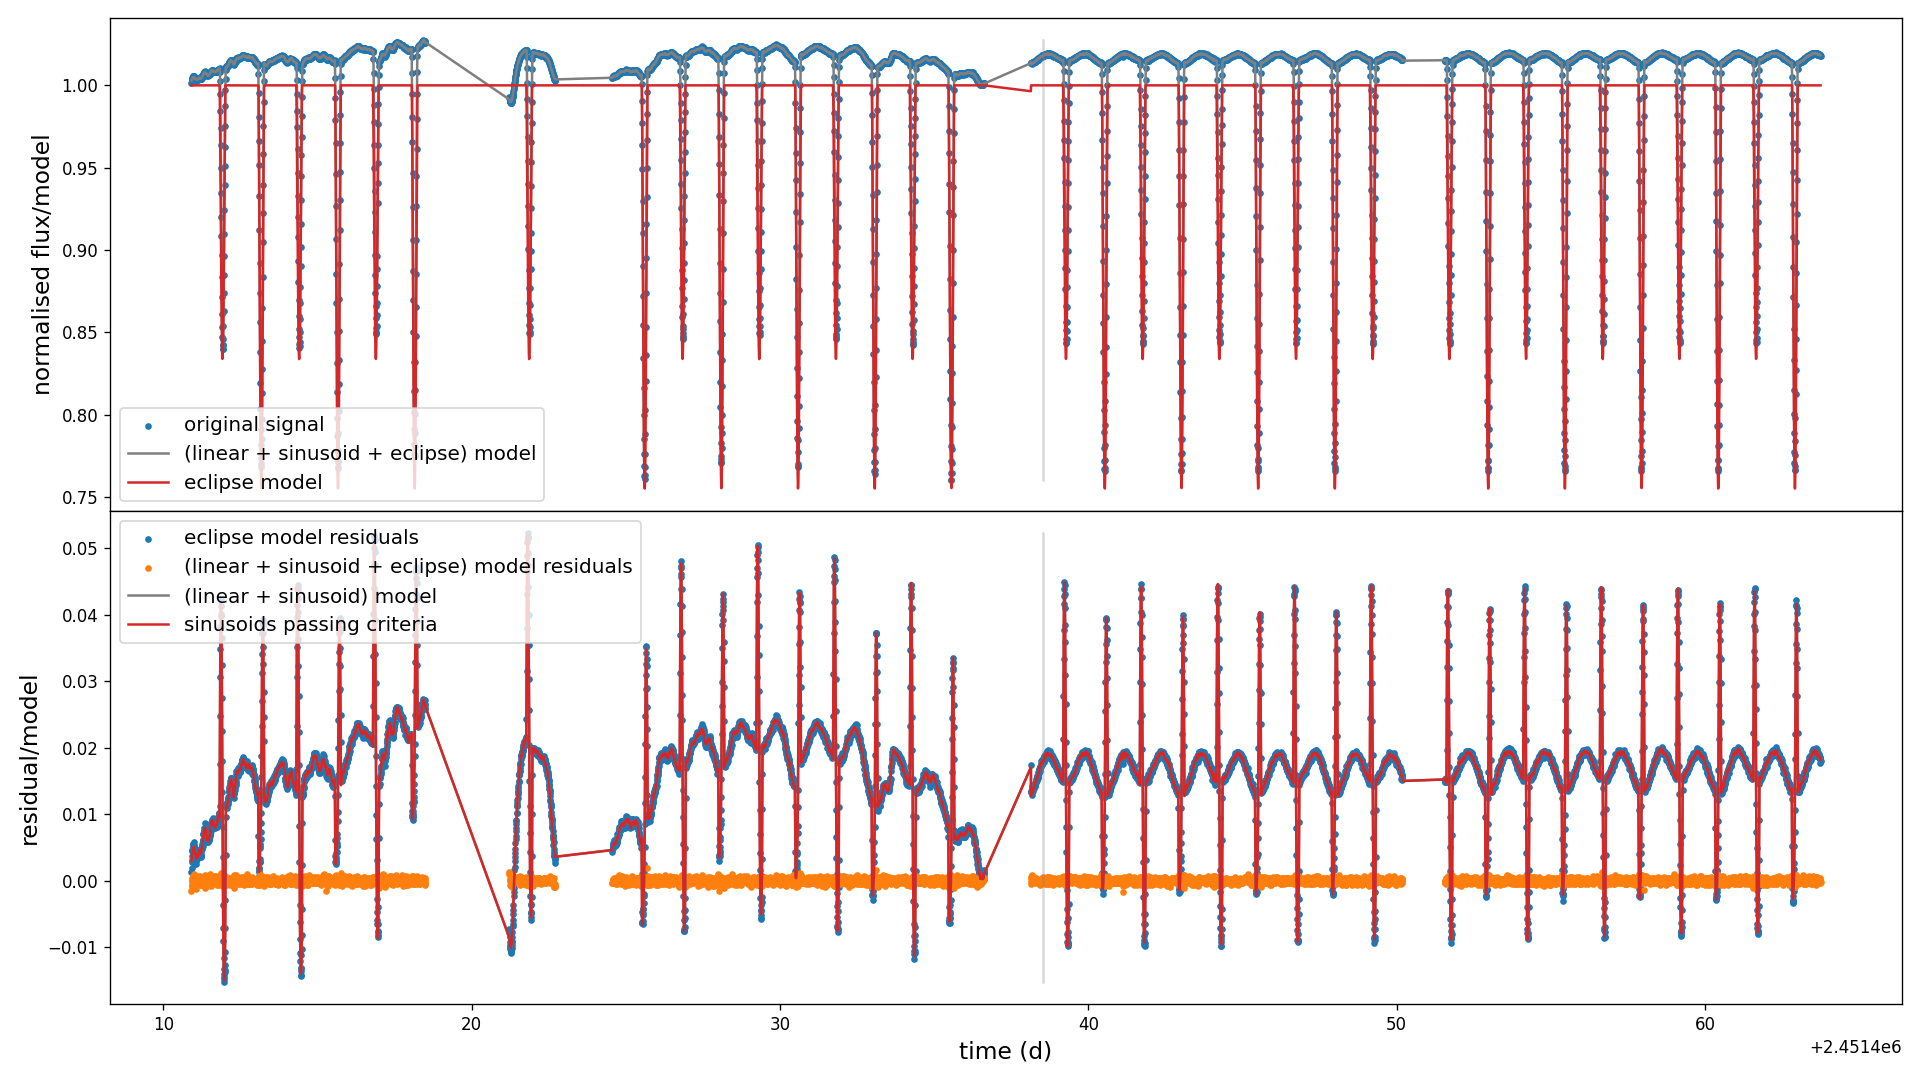 normalised flux/model
1.00
0.95
0.90
0.85
0.80
0.75
original signal
(linear + sinusoid + eclipse) model
eclipse model
residual/model
0.05
0.04
0.03
0.02
0.01
0.00
−0.01
eclipse model residuals
(linear + sinusoid + eclipse) model residuals
(linear + sinusoid) model
sinusoids passing criteria
10 20 30 40 50 60
time (d)
+2.4514e6